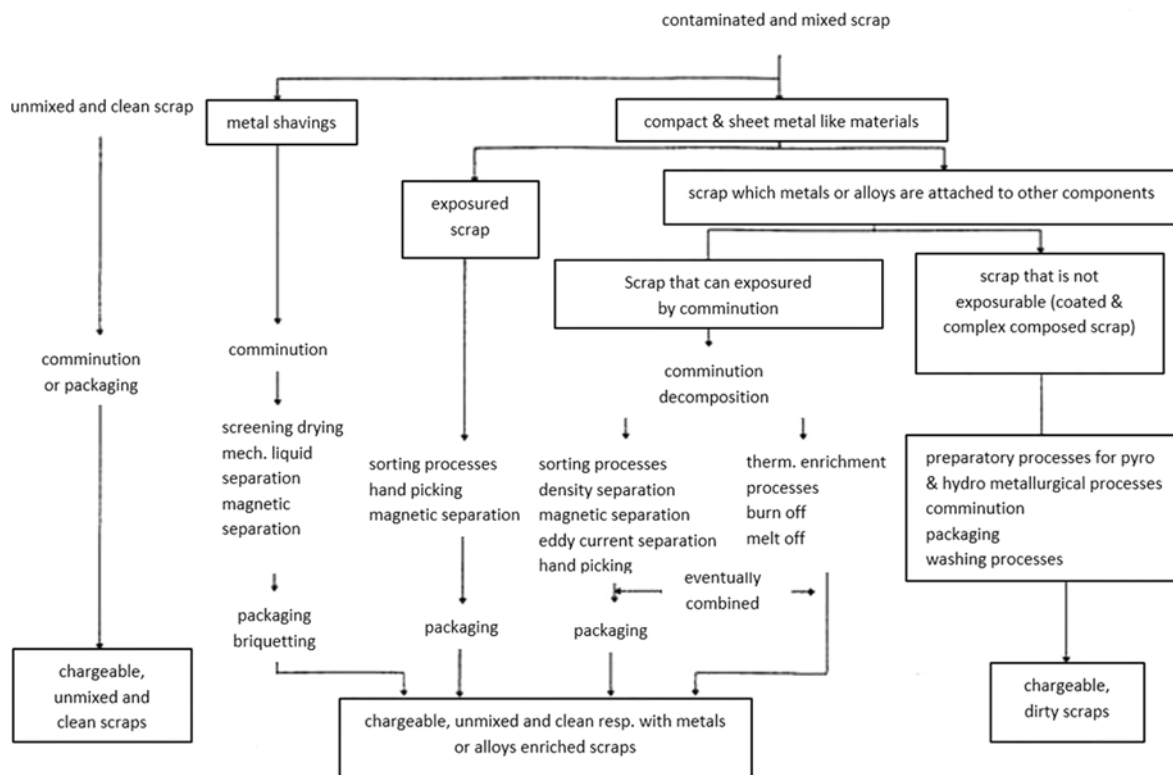 contaminated and mixed scrap
unmixed and clean scrap
metal shavings
compact & sheet metal like materials
exposured
scrap
scrap which metals or alloys are attached to other components
Scrap that can exposured
by comminution
scrap that is not
exposurable (coated &
complex composed scrap)
comminution
or packaging
comminution
comminution
decomposition
screening drying
mech. liquid
separation
magnetic
separation
sorting processes
hand picking
magnetic separation
sorting processes
density separation
magnetic separation
eddy current separation
hand picking
therm. enrichment
processes
burn off
melt off
preparatory processes for pyro
& hydro metallurgical processes
comminution
packaging
washing processes
eventually
combined
packaging
briquetting
packaging
packaging
chargeable,
unmixed and
clean scraps
chargeable, unmixed and clean resp. with metals
or alloys enriched scraps
chargeable,
dirty scraps